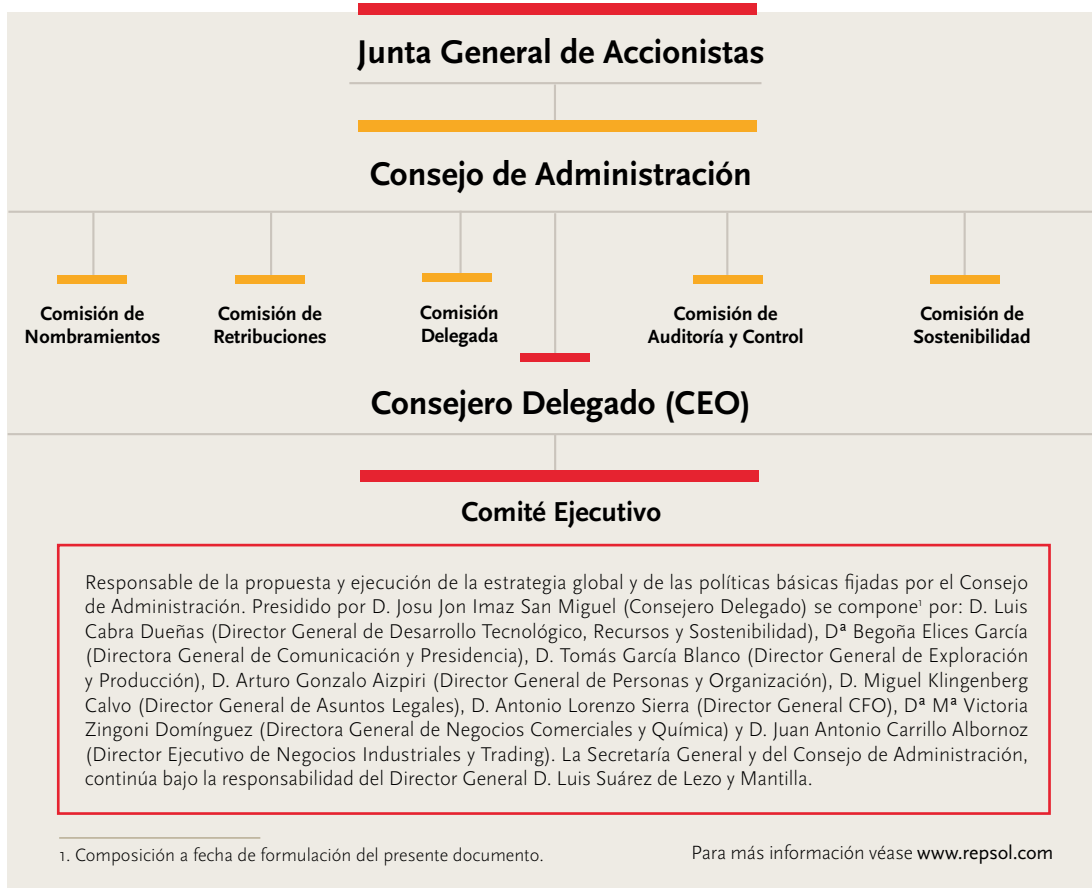 Junta General de Accionistas
Consejo de Administración
Comisión de
Nombramientos
Comisión de
Retribuciones
Comisión
Delegada
Comisión de
Auditoría y Control
Comisión de
Sostenibilidad
Consejero Delegado (CEO)
Comité Ejecutivo
Responsable de la propuesta y ejecución de la estrategia global y de las políticas básicas fijadas por el Consejo
de Administración. Presidido por D. Josu Jon Imaz San Miguel (Consejero Delegado) se compone¹ por: D. Luis
Cabra Dueñas (Director General de Desarrollo Tecnológico, Recursos y Sostenibilidad), Dª Begoña Elices García
(Directora General de Comunicación y Presidencia), D. Tomás García Blanco (Director General de Exploración
y Producción), D. Arturo Gonzalo Aizpiri (Director General de Personas y Organización), D. Miguel Klingenberg
Calvo (Director General de Asuntos Legales), D. Antonio Lorenzo Sierra (Director General CFO), Dª Mª Victoria
Zingoni Domínguez (Directora General de Negocios Comerciales y Química) y D. Juan Antonio Carrillo Albornoz
(Director Ejecutivo de Negocios Industriales y Trading). La Secretaría General y del Consejo de Administración,
continúa bajo la responsabilidad del Director General D. Luis Suárez de Lezo y Mantilla.
1. Composición a fecha de formulación del presente documento.
Para más información véase www.repsol.com